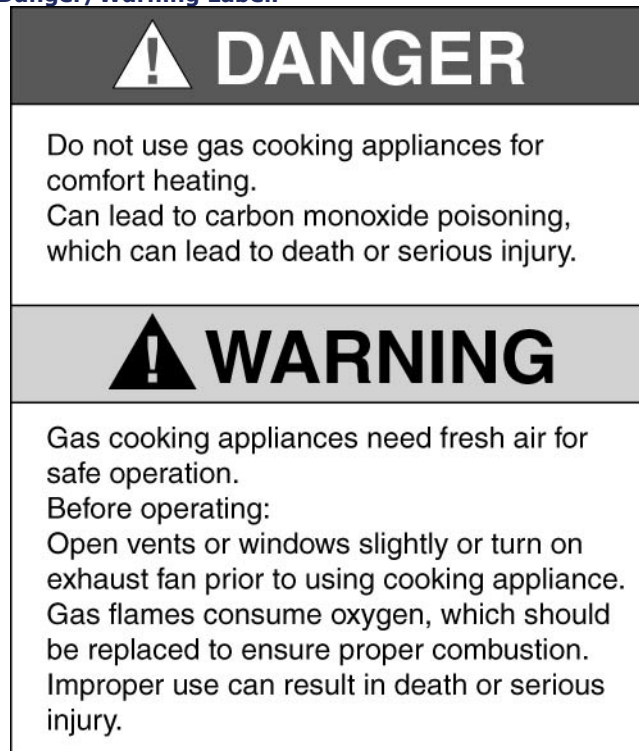 Danger/Warning Label:
DANGER
Do not use gas cooking appliances for
comfort heating.
Can lead to carbon monoxide poisoning,
which can lead to death or serious injury.
WARNING
Gas cooking appliances need fresh air for
safe operation.
Before operating:
Open vents or windows slightly or turn on
exhaust fan prior to using cooking appliance.
Gas flames consume oxygen, which should
be replaced to ensure proper combustion.
Improper use can result in death or serious
injury.